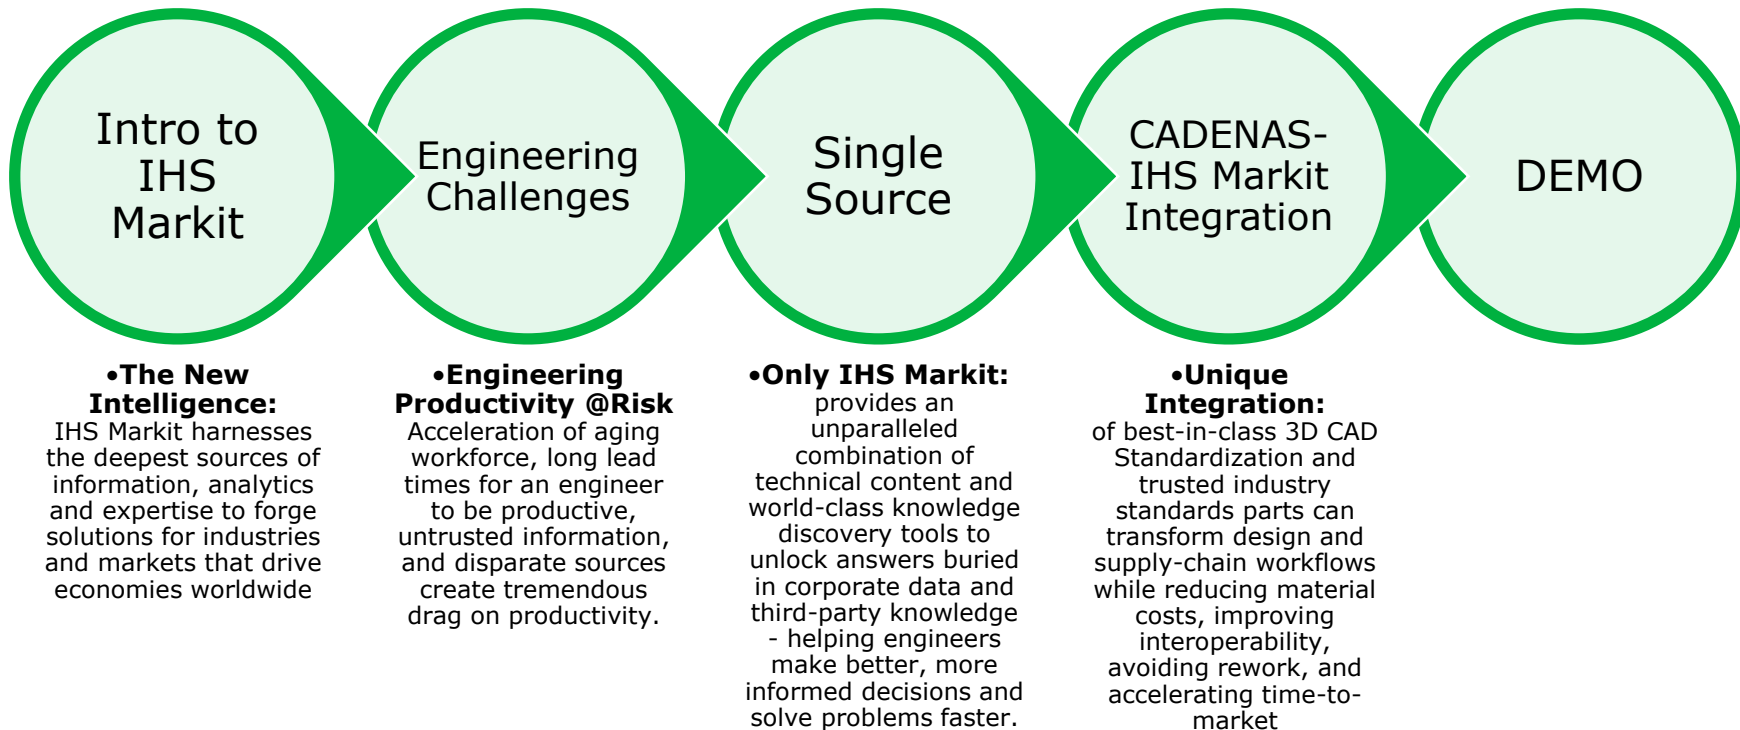 Intro to
IHS
Markit
Engineering
Challenges
Single
Source
CADENAS-
IHS Markit
Integration
DEMO
•The New
Intelligence:
IHS Markit harnesses
the deepest sources of
information, analytics
and expertise to forge
solutions for industries
and markets that drive
economies worldwide
•Engineering
Productivity @Risk
Acceleration of aging
workforce, long lead
times for an engineer
to be productive,
untrusted information,
and disparate sources
create tremendous
drag on productivity.
•Only IHS Markit:
provides an
unparalleled
combination of
technical content and
world-class knowledge
discovery tools to
unlock answers buried
in corporate data and
third-party knowledge
- helping engineers
make better, more
informed decisions and
solve problems faster.
•Unique
Integration:
of best-in-class 3D CAD
Standardization and
trusted industry
standards parts can
transform design and
supply-chain workflows
while reducing material
costs, improving
interoperability,
avoiding rework, and
accelerating time-to-
market